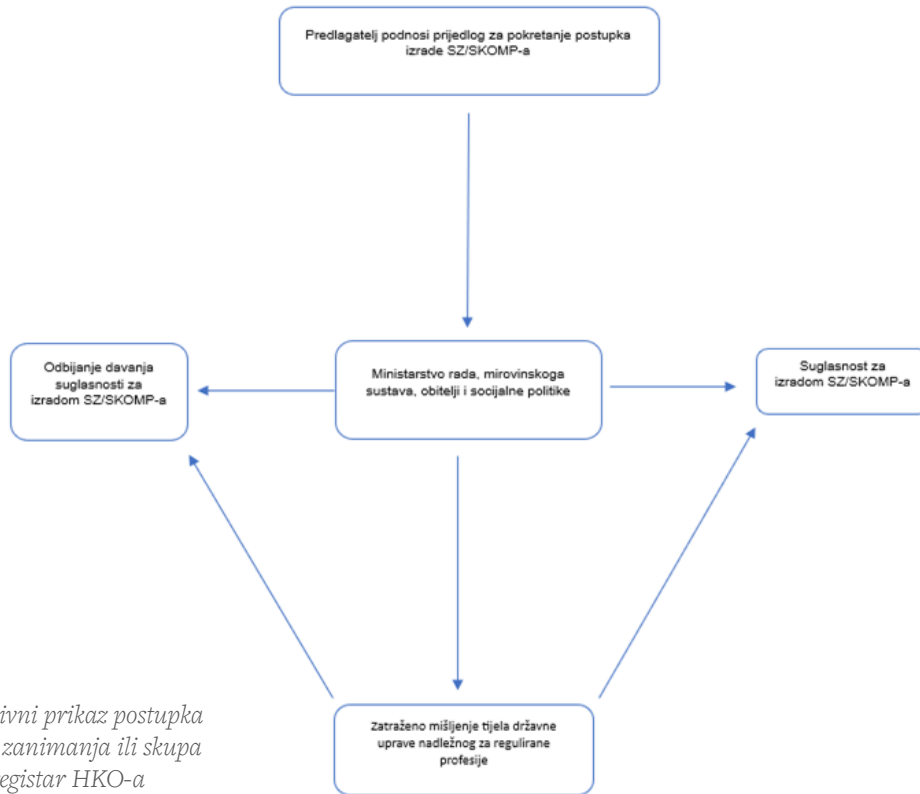 Predlagatelj podnosi prijedlog za pokretanje postupka
izrade SZ/SKOMP-a
Odbijanje davanja
suglasnosti za
izradom SZ/SKOMP-a
Ministarstvo rada, mirovinskoga
sustava, obitelji i socijalne politike
Suglasnost za
izradom SZ/SKOMP-a
Zatraženo mišljenje tijela državne
uprave nadležnog za regulirane
profesije
prikaz postupka
zanimanja ili skupa
HKO-a